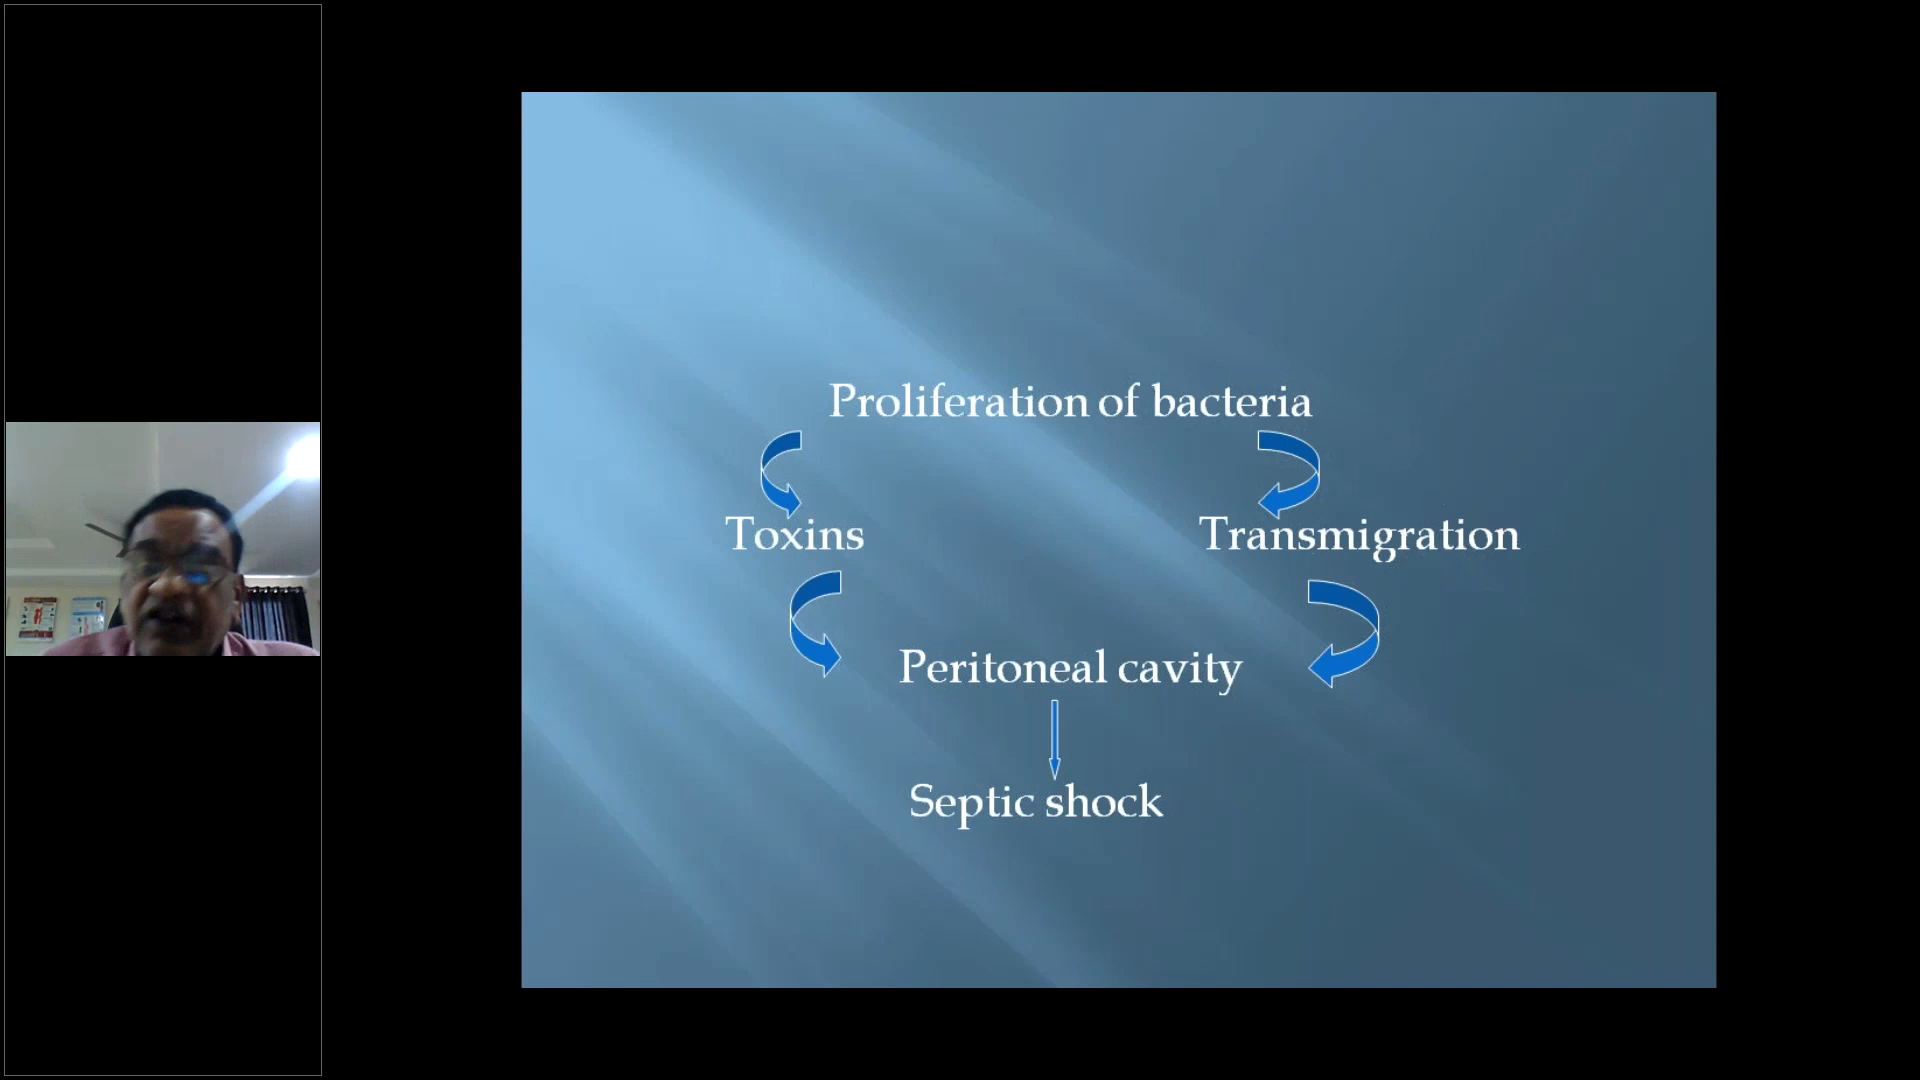 Proliferation of bacteria
Toxins
Transmigration
Peritoneal cavity
Septic shock